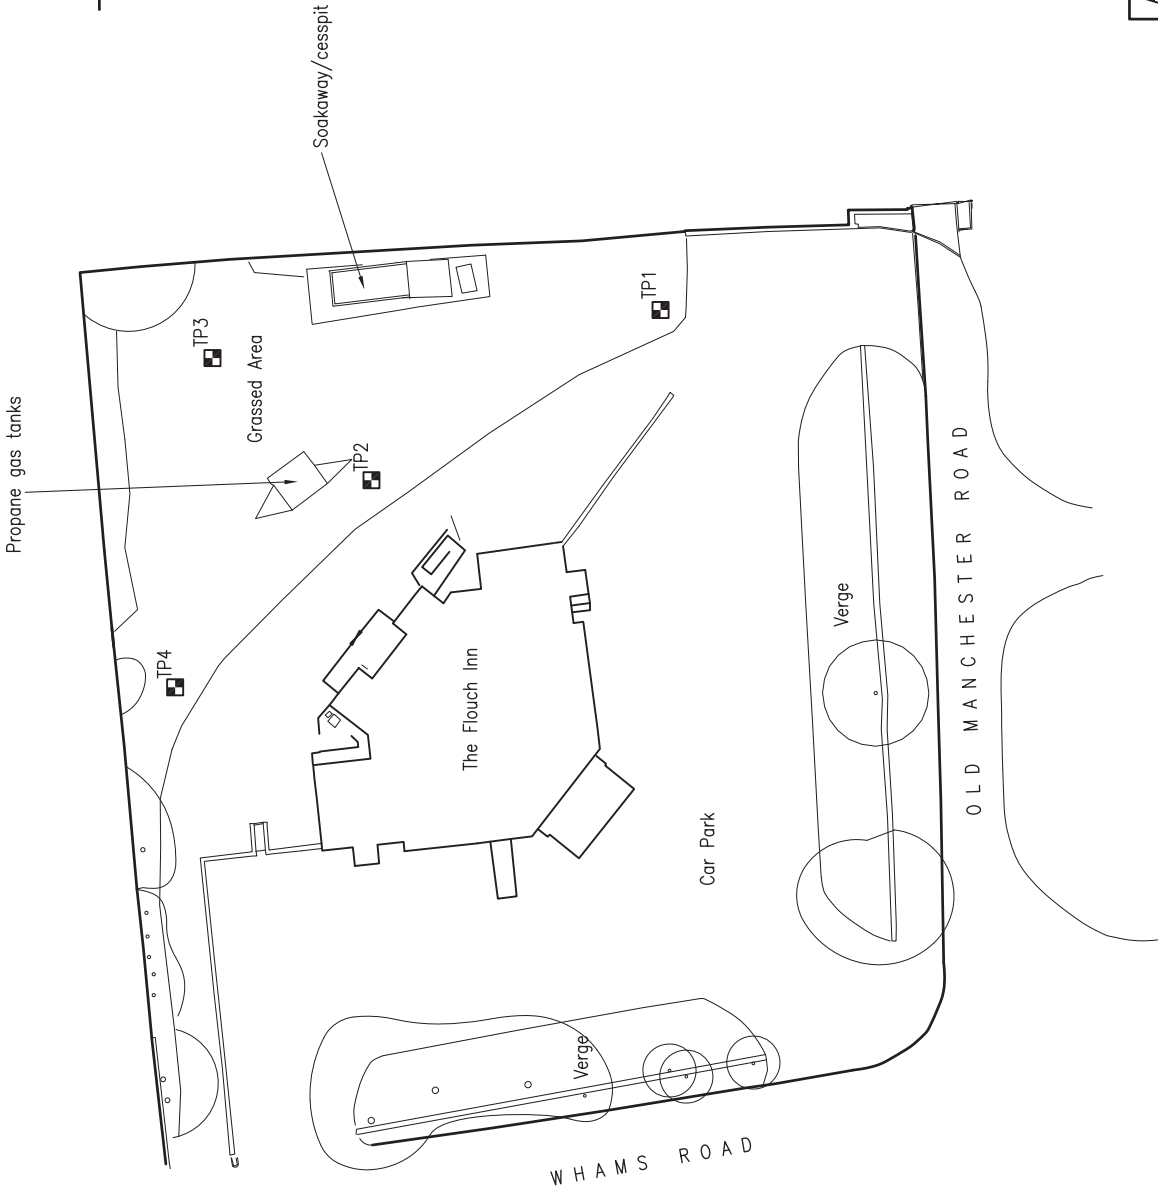 Soakaway/cesspit
Propane gas tanks
TP3
Grassed Area
TP1
TP2
TP4
The Flouch Inn
Verge
OLD MANCHESTER ROAD
Car Park
Verge
WHAMS ROAD